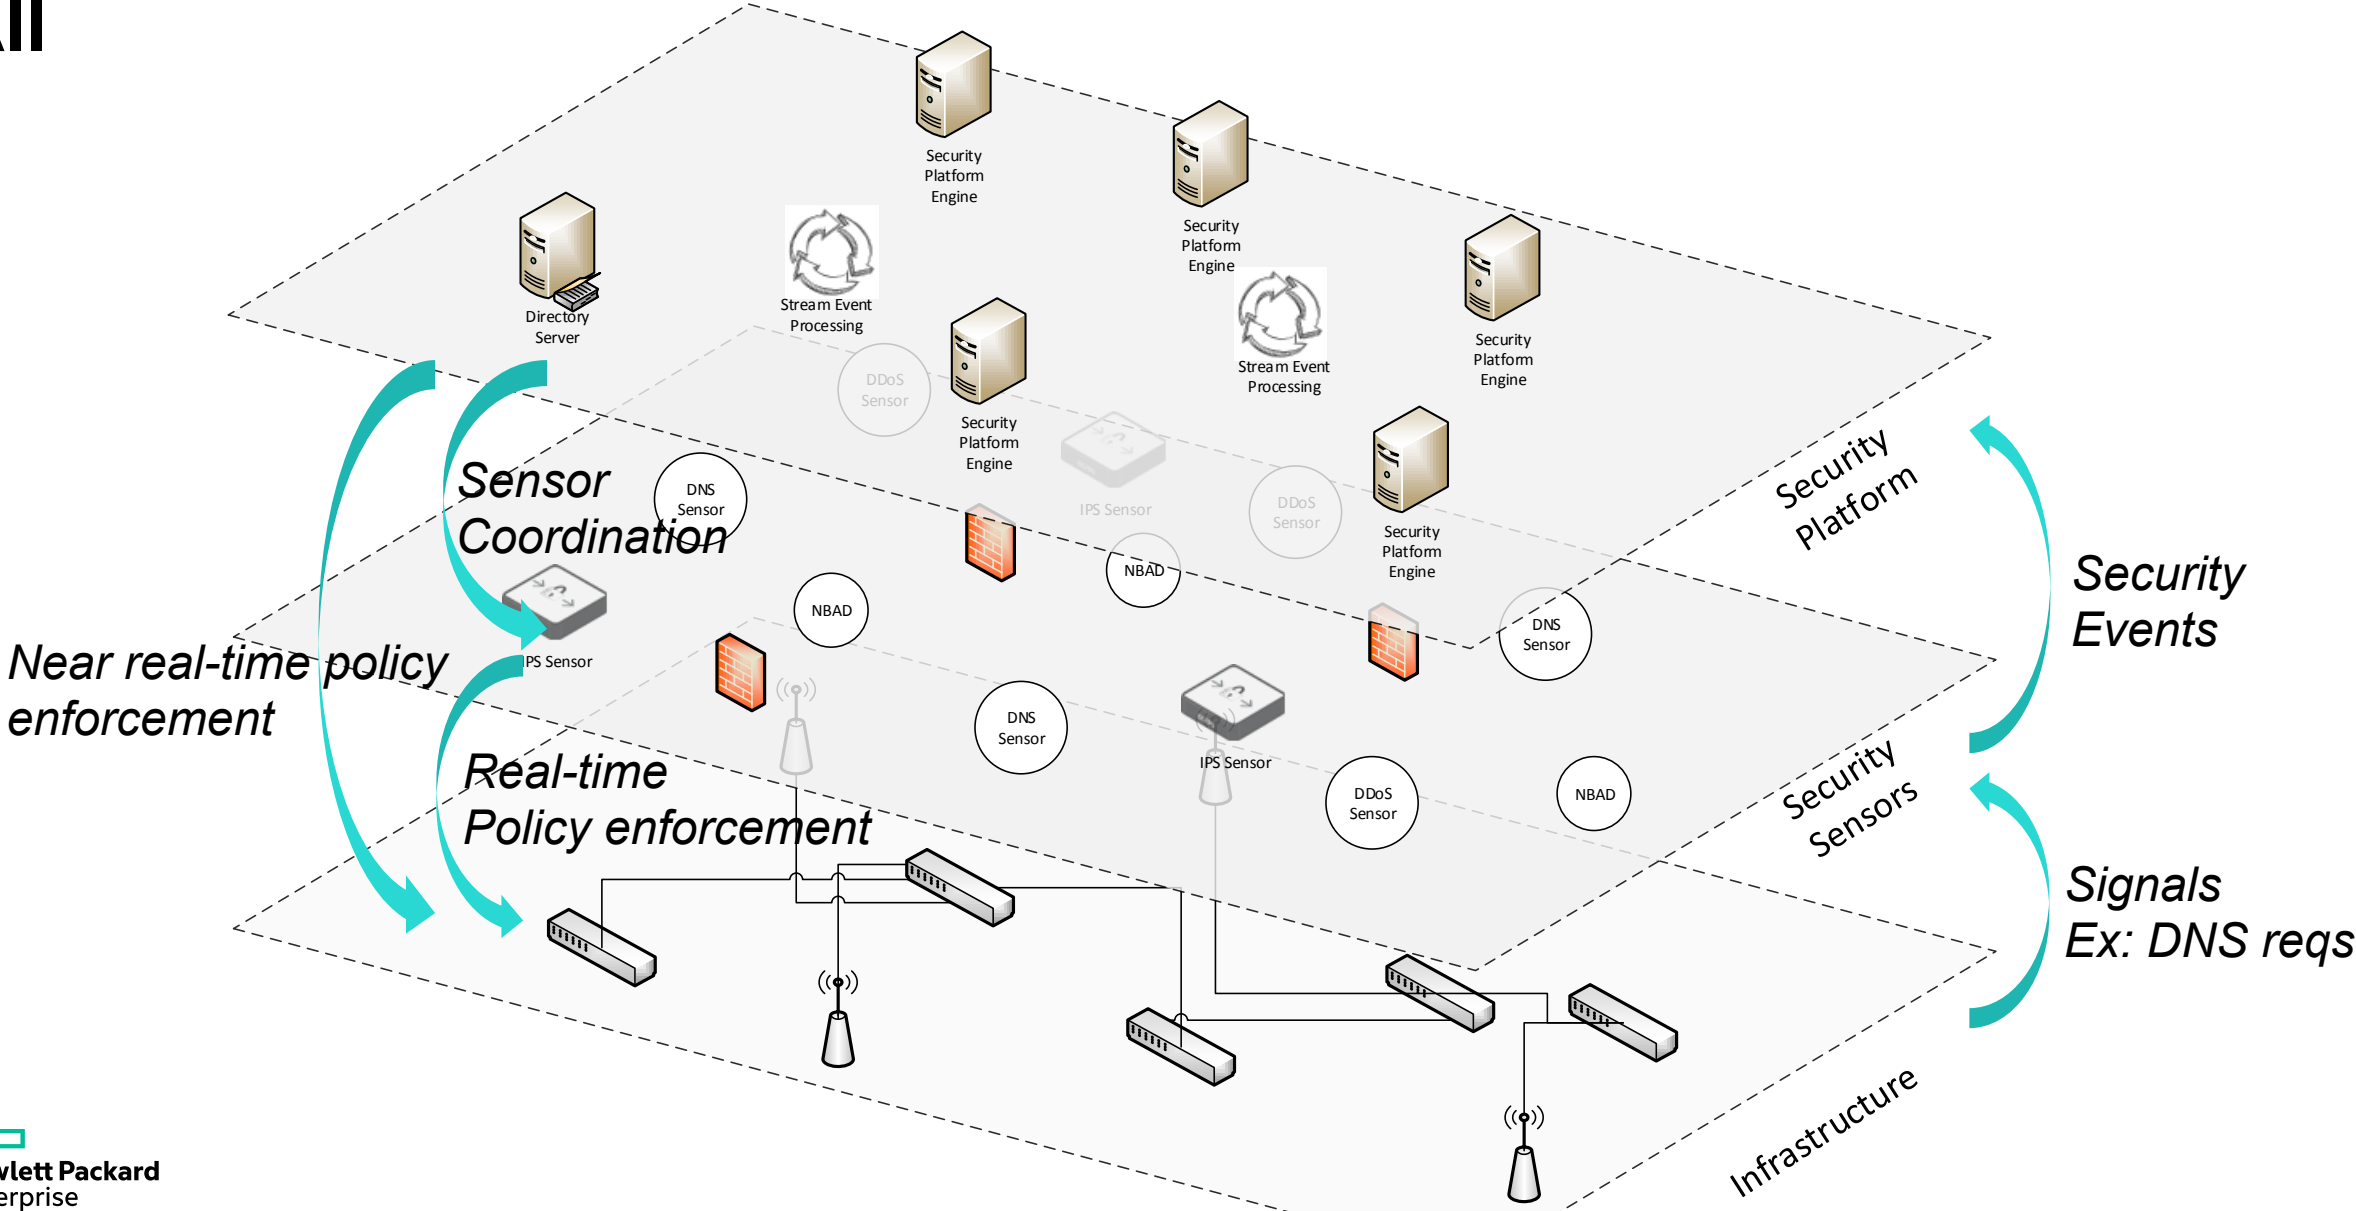 Security
Platform
Engine
Security
Platform
Engine
Directory
Server
Stream Event
Processing
Stream Event
Processing
Security
Platform
Engine
DDoS
Sensor
Security
Platform
Engine
Security
Platform
Engine
Security
Platform
Sensor
Coordination
DNS
Sensor
IPS Sensor
DDoS
Sensor
NBAD
NBAD
DNS
Sensor
Security
Events
Near real-time policy
enforcement
IPS Sensor
DNS
Sensor
IPS Sensor
Real-time
Policy enforcement
DDoS
Sensor
NBAD
Security
Sensors
Signals
Ex: DNS reqs
Infrastructure
Packard